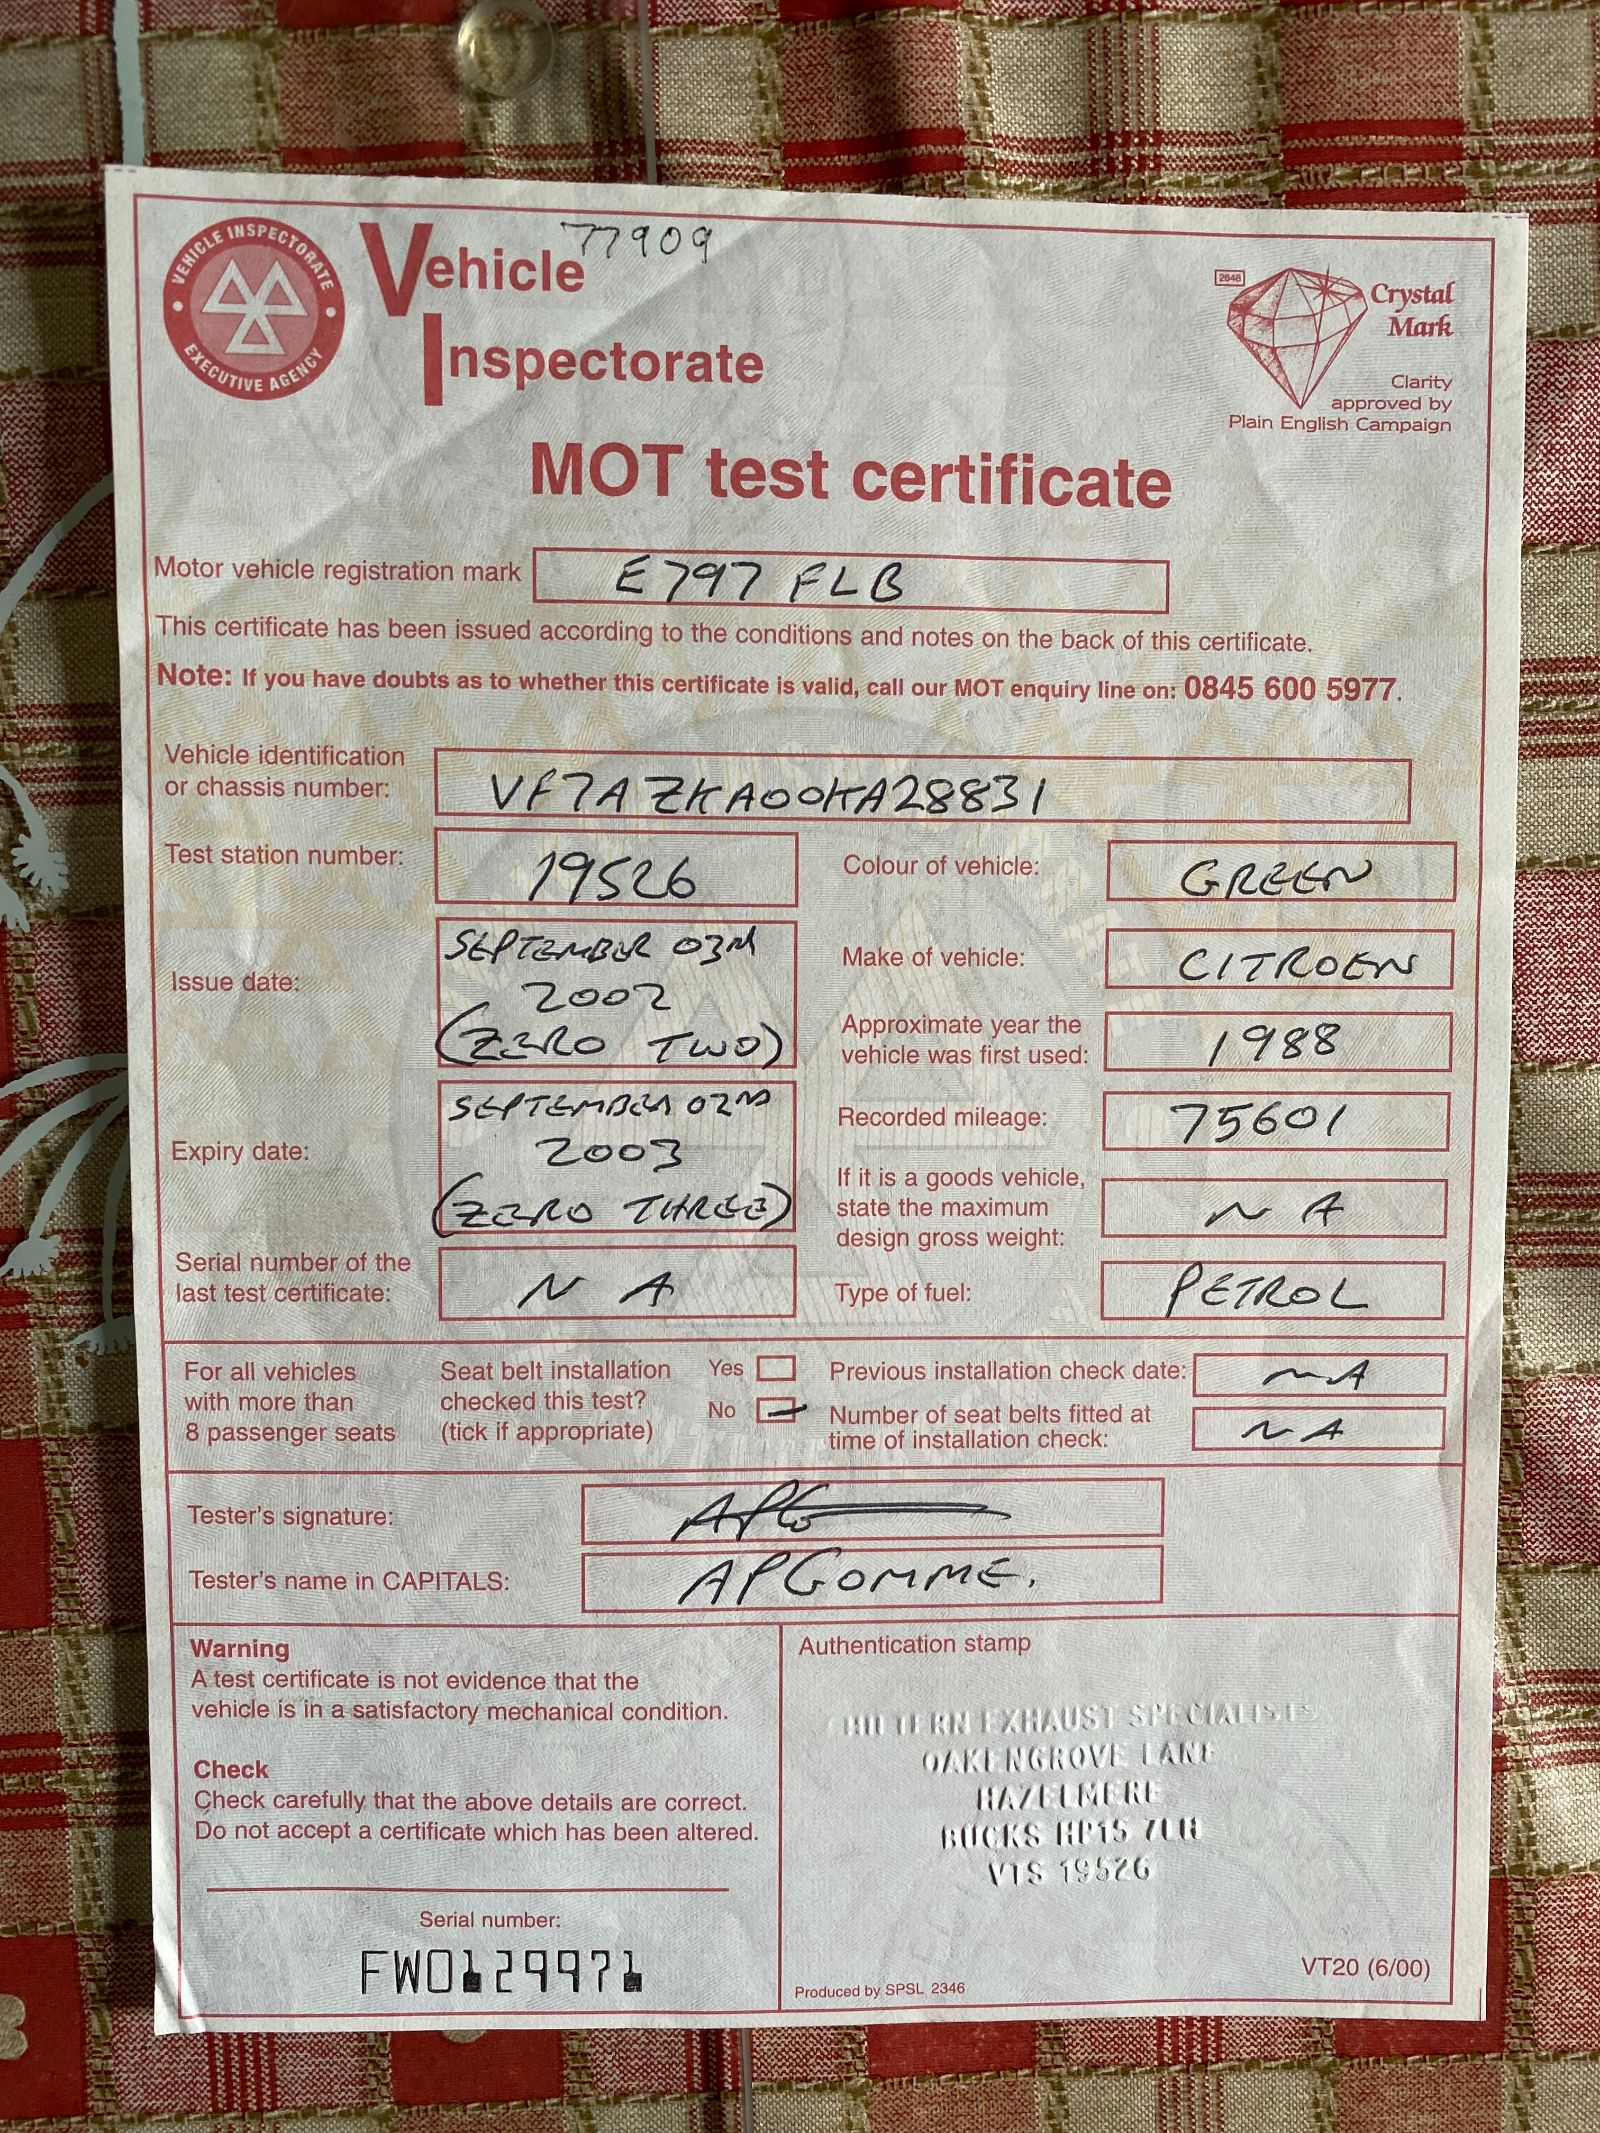 VEHICLE INSPECTORATE
EXECUTIVE AGENCY
Vehicle
Inspectorate
77909
2648
Crystal
Mark
Clarity
approved by
Plain English Campaign
MOT test certificate
Motor vehicle registration mark E797 FLB
This certificate has been issued according to the conditions and notes on the back of this certificate.
Note: If you have doubts as to whether this certificate is valid, call our MOT enquiry line on: 0845 600 5977.
Vehicle identification
or chassis number: VF7AZKA00KA28831
Test station number: 19526
Colour of vehicle: GREEN
Issue date: SEPTEMBER 03RD
2002
(ZERO TWO)
Make of vehicle: CITROEN
Approximate year the
vehicle was first used: 1988
Expiry date: SEPTEMBER 02ND
2003
(ZERO THREE)
Recorded mileage: 75601
If it is a goods vehicle,
state the maximum
design gross weight: N A
Serial number of the
last test certificate: N A
Type of fuel: PETROL
For all vehicles
with more than
8 passenger seats
Seat belt installation
checked this test?
(tick if appropriate)
Yes
No
Previous installation check date: NA
Number of seat belts fitted at
time of installation check: NA
Tester's signature:
Tester's name in CAPITALS: APGOMME.
Warning
A test certificate is not evidence that the
vehicle is in a satisfactory mechanical condition.
Check
Check carefully that the above details are correct.
Do not accept a certificate which has been altered.
Serial number:
FW0129971
Authentication stamp
EXHAUST SPECIALISTS
OAKENGROVE LANE
HAZELMERE
BUCKS HP15
VTS 19526
Produced by SPSL 2346
VT20 (6/00)